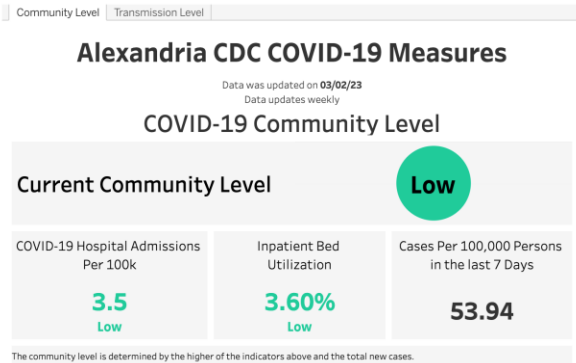 Community Level Transmission Level
Alexandria CDC COVID-19 Measures
Data was updated on 03/02/23
Data updates weekly
COVID-19 Community Level
Current Community Level Low
COVID-19 Hospital Admissions
Per 100k
3.5
Low
Inpatient Bed
Utilization
3.60%
Low
Cases Per 100,000 Persons
in the last 7 Days
53.94
The community level is determined by the higher of the indicators above and the total new cases.